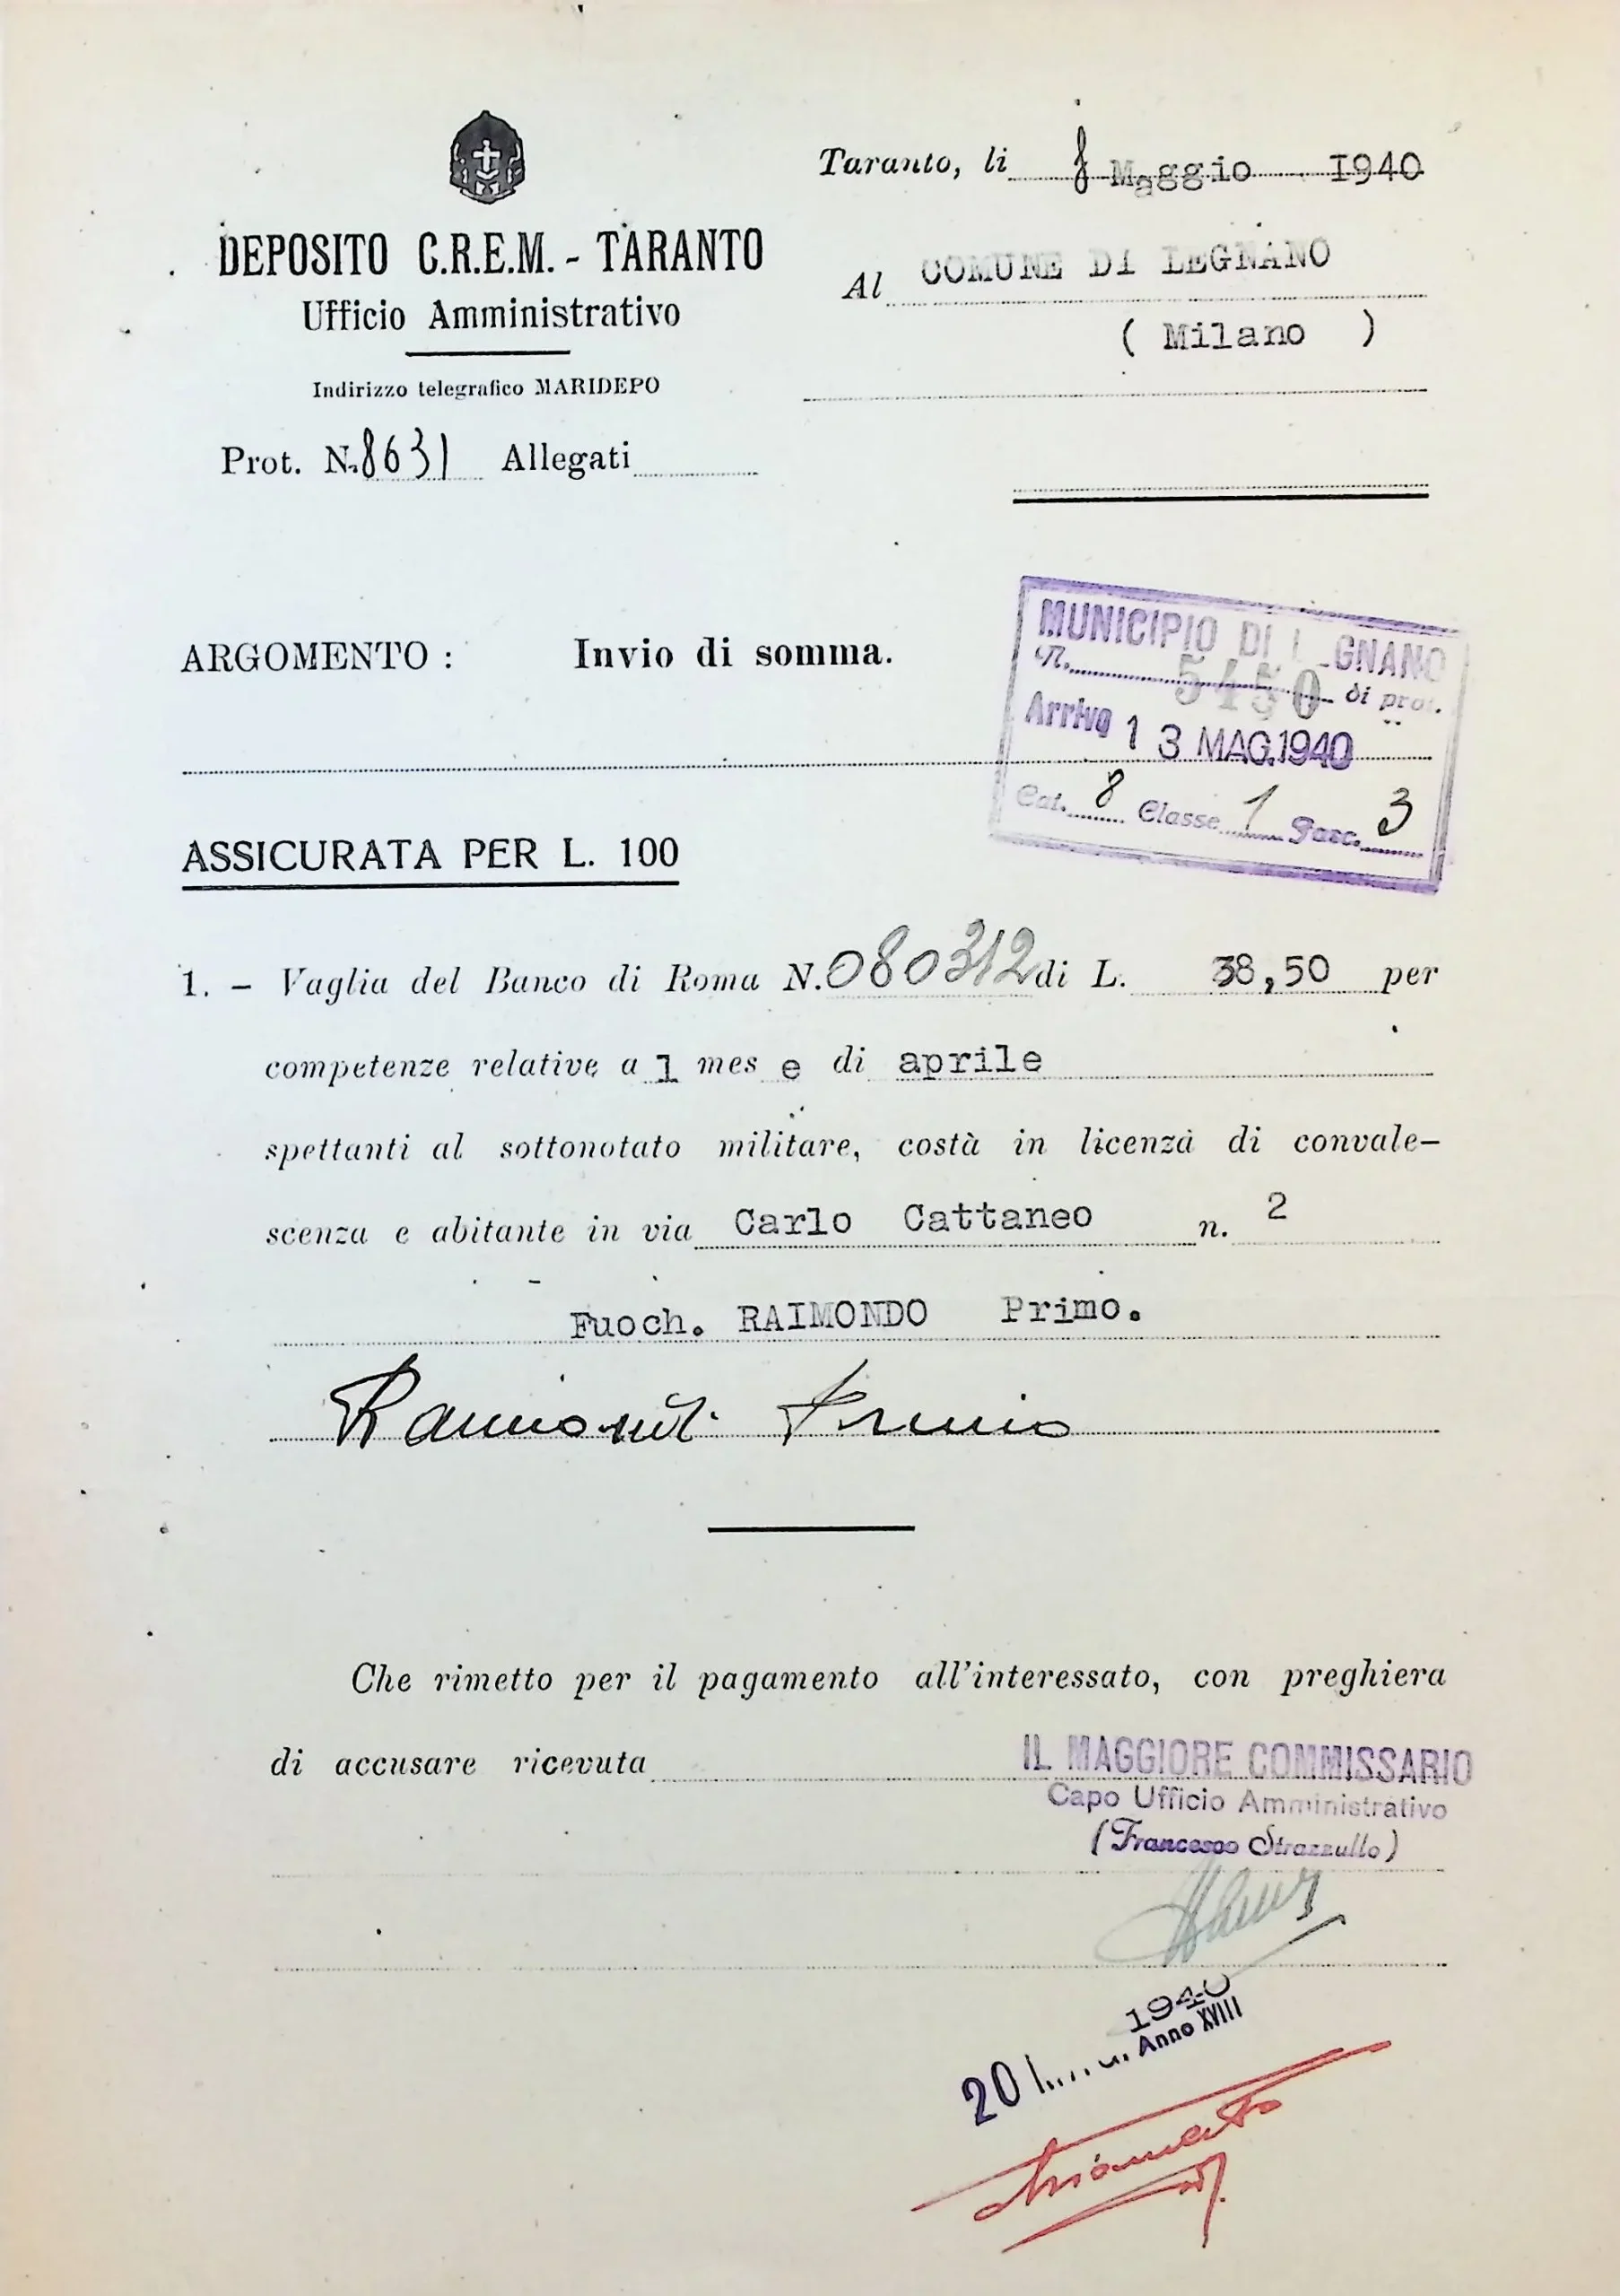 Taranto, li 8 Maggio 1940
DEPOSITO C.R.E.M. - TARANTO
Ufficio Amministrativo
Indirizzo telegrafico MARIDEPO
Prot. N. 8631 Allegati
Al COMUNE DI LEGNANO
( Milano )
ARGOMENTO : Invio di somma.
MUNICIPIO DI L GNANO
N. 5450 di prot.
Arrivo 13 MAG.1940
Cat. 8 Classe 1 Fasc. 3
ASSICURATA PER L. 100
1. – Vaglia del Banco di Roma N. 080312 di L. 38,50 per
competenze relative a 1 mes e di aprile
spettanti al sottonotato militare, costà in licenza di convale–
scenza e abitante in via Carlo Cattaneo n. 2
Fuoch. RAIMONDO Primo.
Raimondi Primo
Che rimetto per il pagamento all'interessato, con preghiera
di accusare ricevuta
IL MAGGIORE COMMISSARIO
Capo Ufficio Amministrativo
(Francesco Strazzullo)
1940
20 Anno XVIII